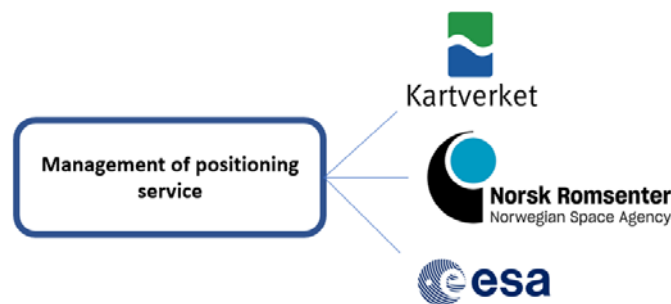 Kartverket
Management of positioning
service
Norsk Romsenter
Norwegian Space Agency
esa